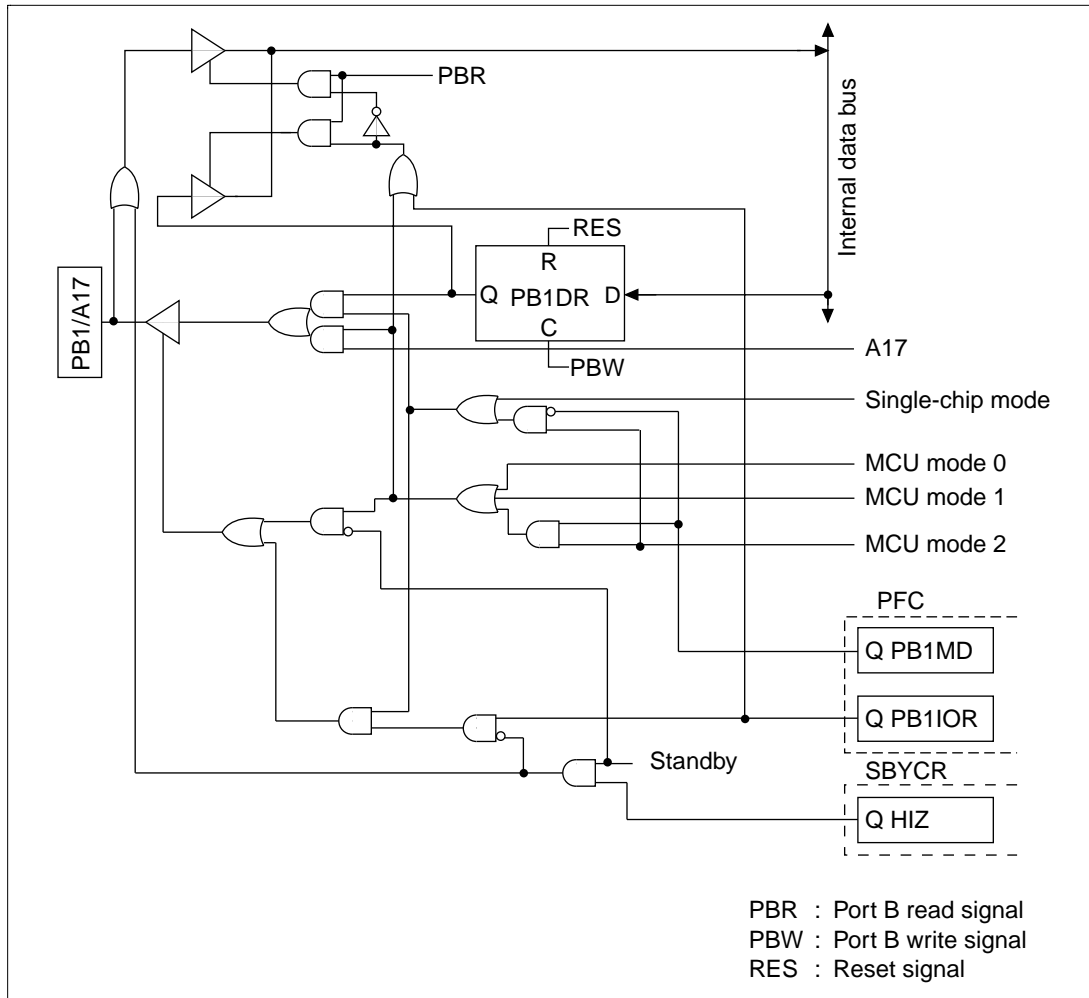 PBR
Internal data bus
RES
R
Q PB1DR D
C
PBW
PB1/A17
A17
Single-chip mode
MCU mode 0
MCU mode 1
MCU mode 2
PFC
Q PB1MD
Q PB1IOR
Standby
SBYCR
Q HIZ
PBR : Port B read signal
PBW : Port B write signal
RES : Reset signal